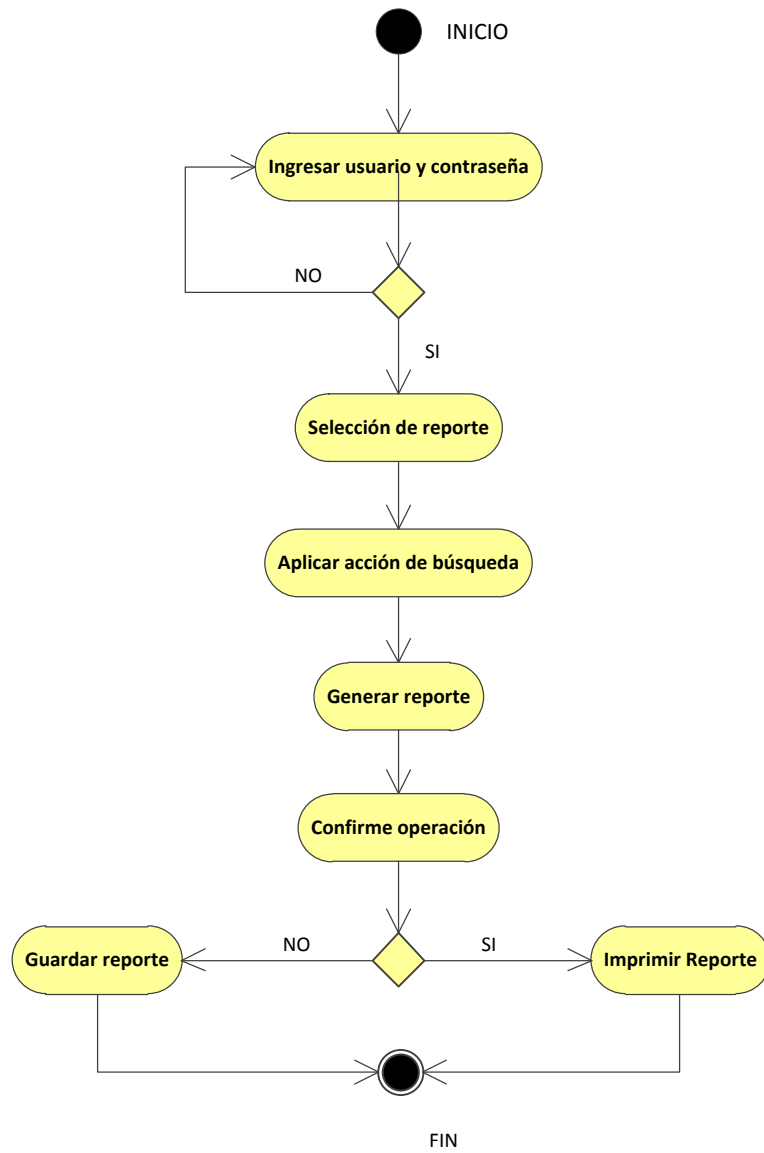 INICIO
Ingresar usuario y contraseña
NO
SI
Selección de reporte
Aplicar acción de búsqueda
Generar reporte
Confirme operación
Guardar reporte
NO
SI
Imprimir Reporte
FIN